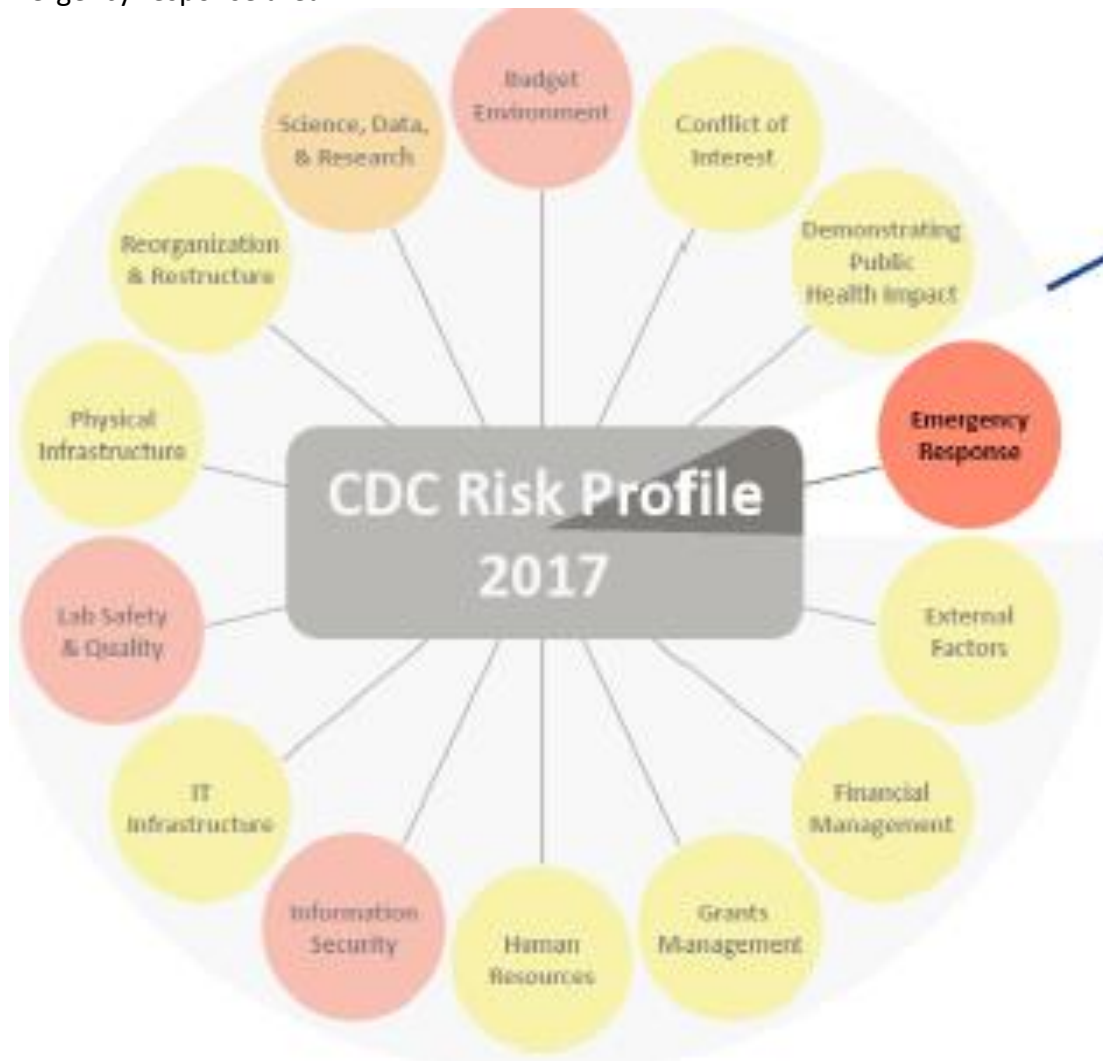 Budget
Environment
Conflict of
Interest
Demonstrating
Public
Health Impact
Emergency
Response
External
Factors
Financial
Management
Grants
Management
Human
Resources
Information
Security
IT
Infrastructure
Lab Safety
& Quality
Physical
Infrastructure
Reorganization
& Restructure
Science, Data,
& Research
CDC Risk Profile
2017